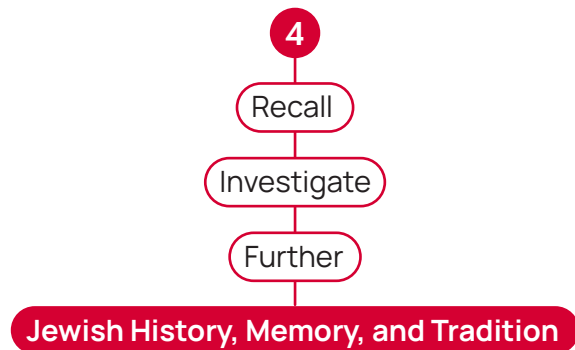 4
Recall
Investigate
Further
Jewish History, Memory, and Tradition